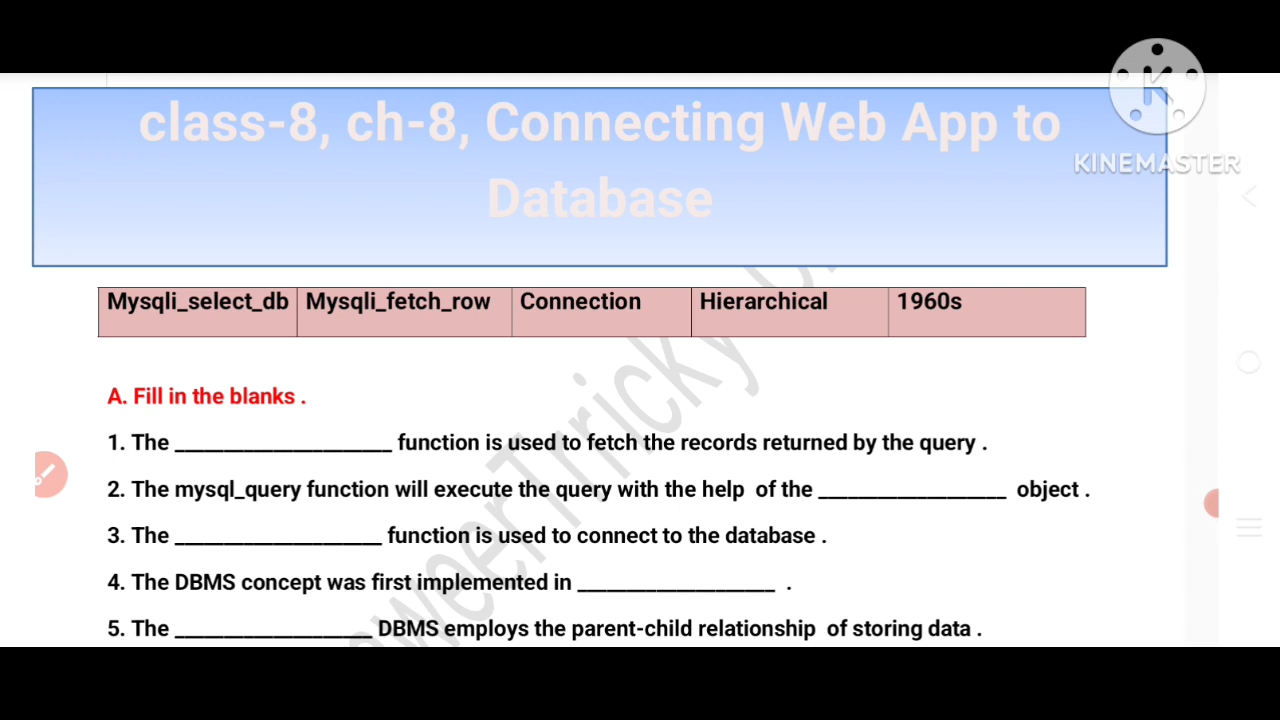 class-8, ch-8, Connecting Web App to
Database
KINEMASTER
Mysqli_select_db Mysqli_fetch_row Connection Hierarchical 1960s
A. Fill in the blanks .
1. The ____________________ function is used to fetch the records returned by the query .
2. The mysql_query function will execute the query with the help of the _________________ object .
3. The ___________________ function is used to connect to the database .
4. The DBMS concept was first implemented in __________________ .
5. The __________________ DBMS employs the parent-child relationship of storing data .